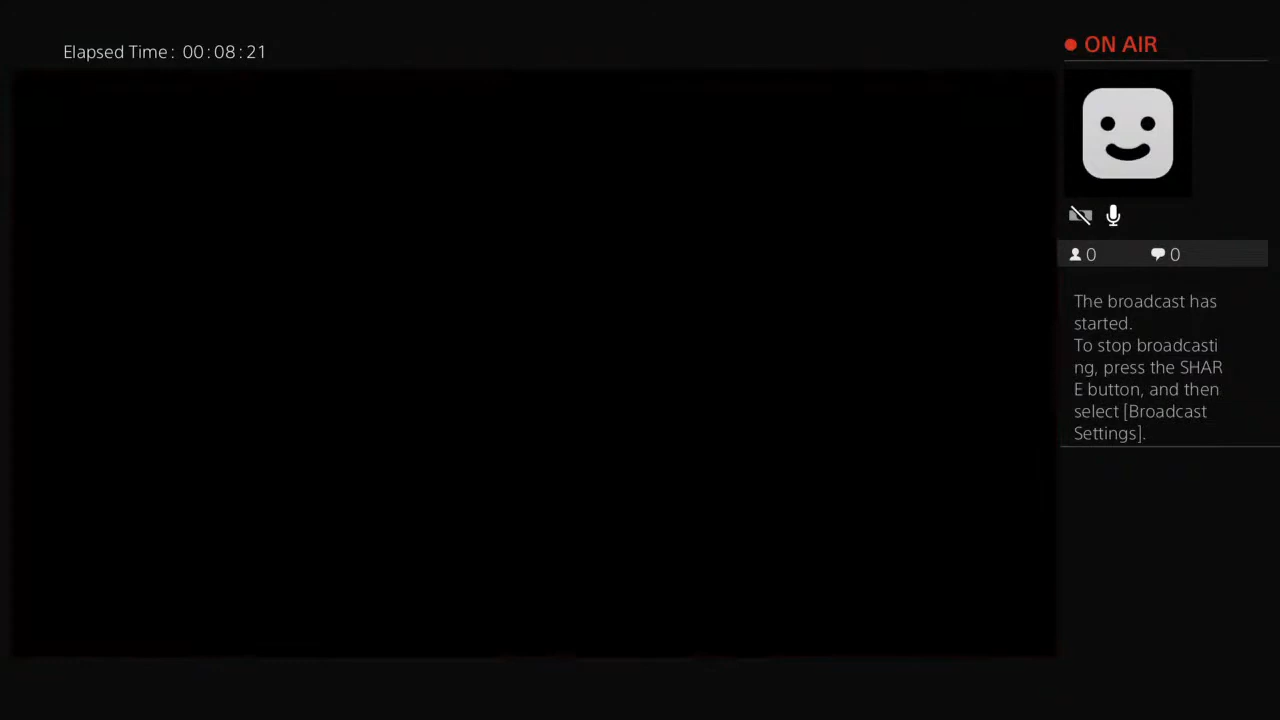 Elapsed Time: 00:08:21
ON AIR
0
0
The broadcast has
started.
To stop broadcasti
ng, press the SHAR
E button, and then
select [Broadcast
Settings].